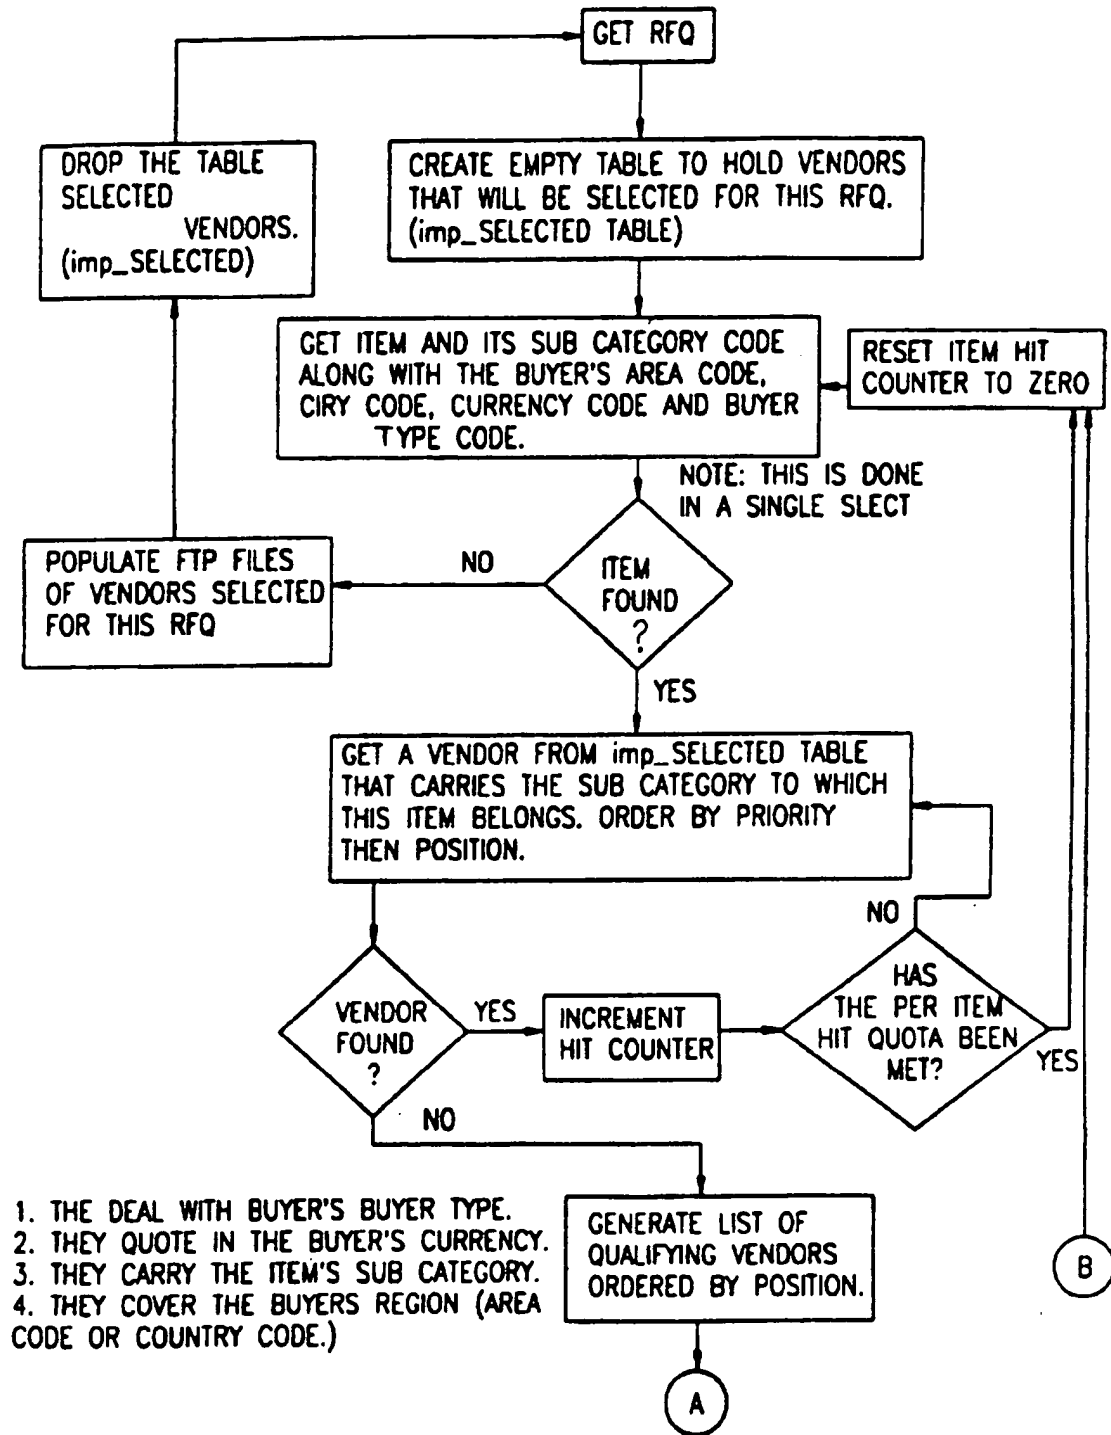 GET RFQ
DROP THE TABLE
SELECTED
VENDORS.
(imp_SELECTED)
CREATE EMPTY TABLE TO HOLD VENDORS
THAT WILL BE SELECTED FOR THIS RFQ.
(imp_SELECTED TABLE)
GET ITEM AND ITS SUB CATEGORY CODE
ALONG WITH THE BUYER'S AREA CODE,
CIRY CODE, CURRENCY CODE AND BUYER
TYPE CODE.
RESET ITEM HIT
COUNTER TO ZERO
NOTE: THIS IS DONE
IN A SINGLE SLECT
POPULATE FTP FILES
OF VENDORS SELECTED
FOR THIS RFQ
NO
ITEM
FOUND
?
YES
GET A VENDOR FROM imp_SELECTED TABLE
THAT CARRIES THE SUB CATEGORY TO WHICH
THIS ITEM BELONGS. ORDER BY PRIORITY
THEN POSITION.
NO
VENDOR
FOUND
?
YES
INCREMENT
HIT COUNTER
HAS
THE PER ITEM
HIT QUOTA BEEN
MET?
YES
NO
1. THE DEAL WITH BUYER'S BUYER TYPE.
2. THEY QUOTE IN THE BUYER'S CURRENCY.
3. THEY CARRY THE ITEM'S SUB CATEGORY.
4. THEY COVER THE BUYERS REGION (AREA
CODE OR COUNTRY CODE.)
GENERATE LIST OF
QUALIFYING VENDORS
ORDERED BY POSITION.
B
A